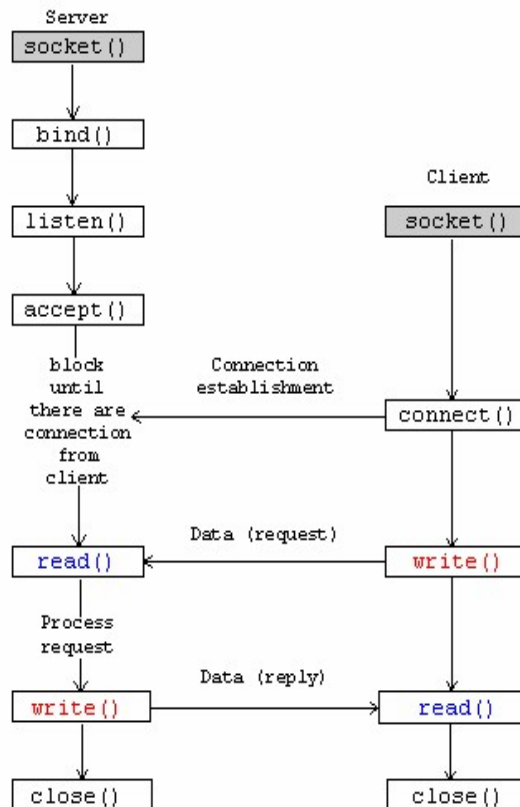 Server
socket()
bind()
Client
listen()
socket()
accept()
block
until
there are
connection
from
client
Connection
establishment
connect()
Data (request)
read()
write()
Process
request
Data (reply)
write()
read()
close()
close()